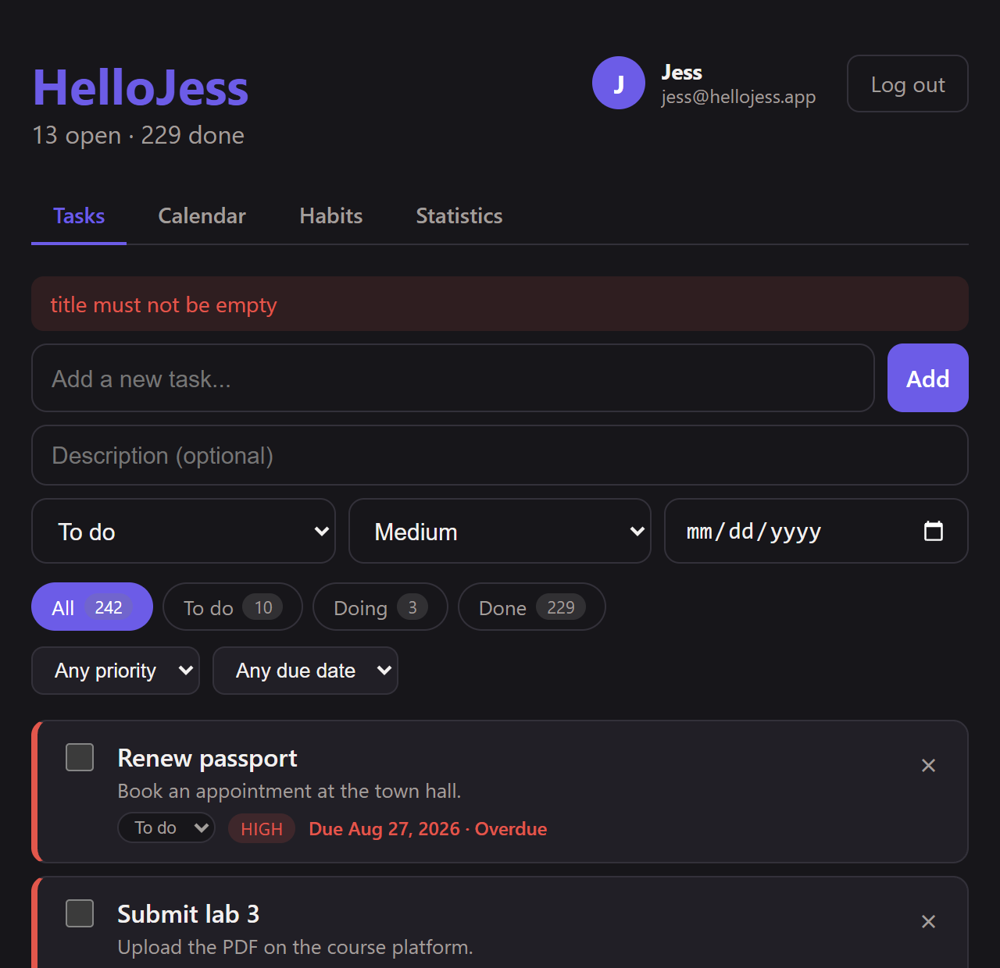 HelloJess
13 open · 229 done
J
Jess
jess@hellojess.app
Log out
Tasks Calendar Habits Statistics
title must not be empty
Add a new task...
Add
Description (optional)
To do Medium mm/dd/yyyy
All 242 To do 10 Doing 3 Done 229
Any priority Any due date
Renew passport
×
Book an appointment at the town hall.
To do HIGH Due Aug 27, 2026 · Overdue
Submit lab 3
×
Upload the PDF on the course platform.